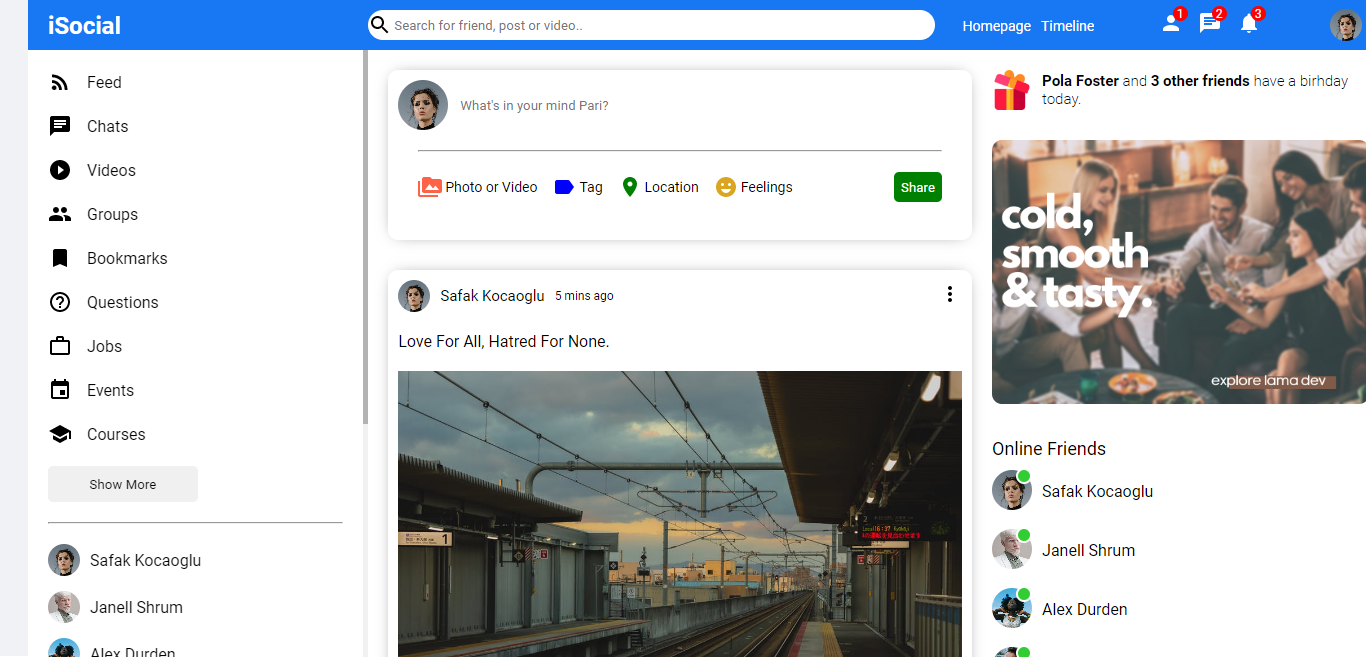 iSocial
Search for friend, post or video..
Homepage Timeline
1
2
3
Feed
Chats
Videos
Groups
Bookmarks
Questions
Jobs
Events
Courses
Show More
Safak Kocaoglu
Janell Shrum
Alex Durden
What's in your mind Pari?
Photo or Video
Tag
Location
Feelings
Share
Safak Kocaoglu 5 mins ago
Love For All, Hatred For None.
1
2
Pola Foster and 3 other friends have a birhday
today.
cold,
smooth
& tasty.
explore lama dev
Online Friends
Safak Kocaoglu
Janell Shrum
Alex Durden